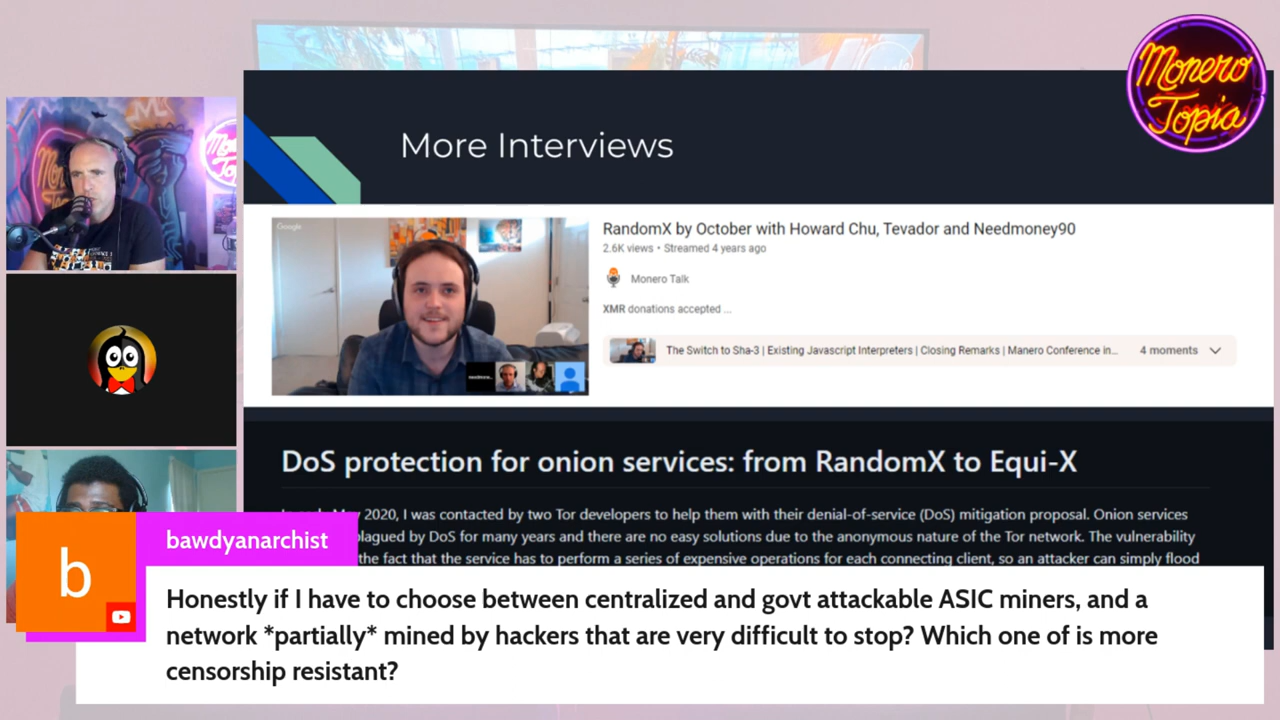 Monero
Topia
More Interviews
Google
RandomX by October with Howard Chu, Tevador and Needmoney90
2.6K views • Streamed 4 years ago
Monero Talk
XMR donations accepted ...
The Switch to Sha-3 | Existing Javascript Interpreters | Closing Remarks | Manero Conference in...
4 moments
DoS protection for onion services: from RandomX to Equi-X
2020, I was contacted by two Tor developers to help them with their denial-of-service (DoS) mitigation proposal. Onion services
plagued by DoS for many years and there are no easy solutions due to the anonymous nature of the Tor network. The vulnerability
the fact that the service has to perform a series of expensive operations for each connecting client, so an attacker can simply flood
b
bawdyanarchist
Honestly if I have to choose between centralized and govt attackable ASIC miners, and a
network *partially* mined by hackers that are very difficult to stop? Which one of is more
censorship resistant?